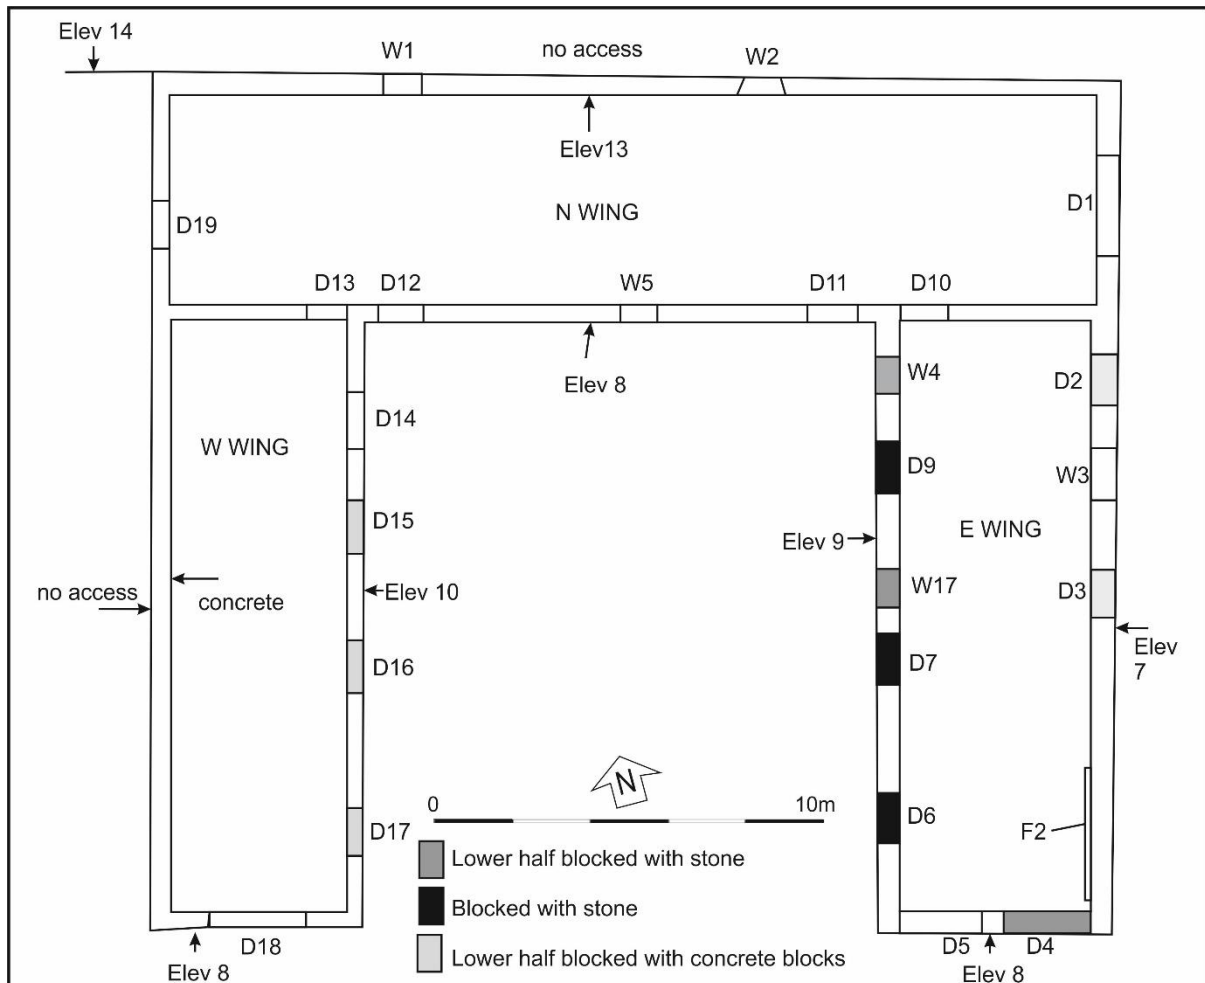 Elev 14
W1
no access
W2
Elev13
D1
N WING
D19
D13
D12
W5
D11
D10
Elev 8
W4
D2
D14
W WING
D9
W3
D15
E WING
Elev 9
W17
D3
no access
concrete
Elev 10
D16
D7
Elev
7
N
0
10m
D17
D6
F2
Lower half blocked with stone
Blocked with stone
Lower half blocked with concrete blocks
D18
Elev 8
D5
D4
Elev 8